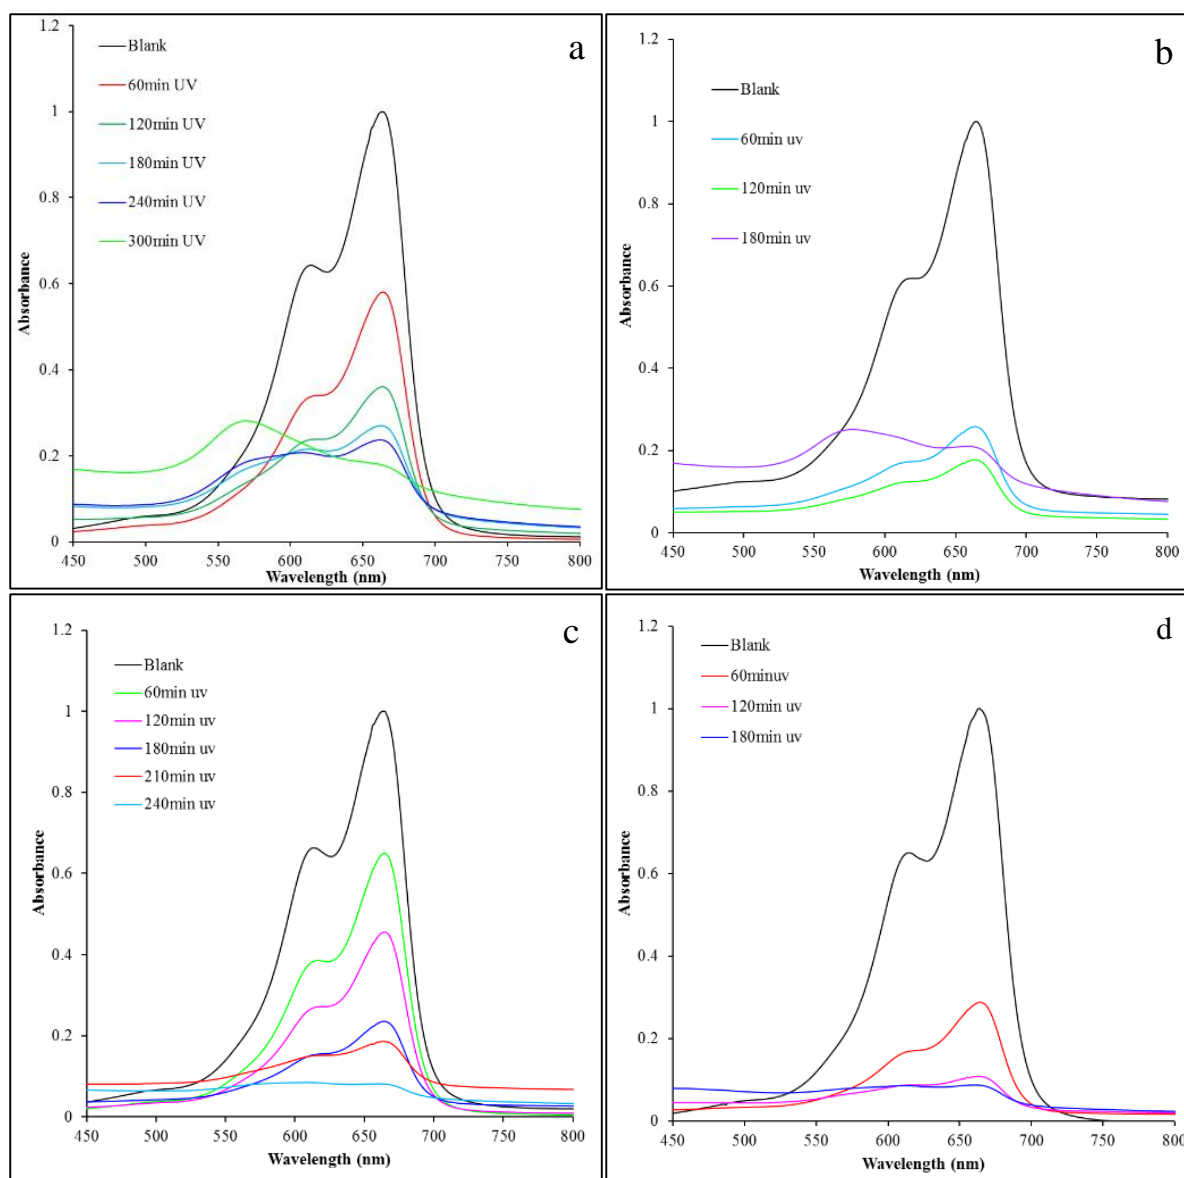 a
Blank
60min UV
120min UV
180min UV
240min UV
300min UV
Absorbance
1.2
1
0.8
0.6
0.4
0.2
0
450 500 550 600 650 700 750 800
Wavelength (nm)
b
Blank
60min uv
120min uv
180min uv
Absorbance
1.2
1
0.8
0.6
0.4
0.2
0
450 500 550 600 650 700 750 800
Wavelength (nm)
c
Blank
60min uv
120min uv
180min uv
210min uv
240min uv
Absorbance
1.2
1
0.8
0.6
0.4
0.2
0
450 500 550 600 650 700 750 800
Wavelength (nm)
d
Blank
60minuv
120min uv
180min uv
Absorbance
1.2
1
0.8
0.6
0.4
0.2
0
450 500 550 600 650 700 750 800
Wavelength (nm)